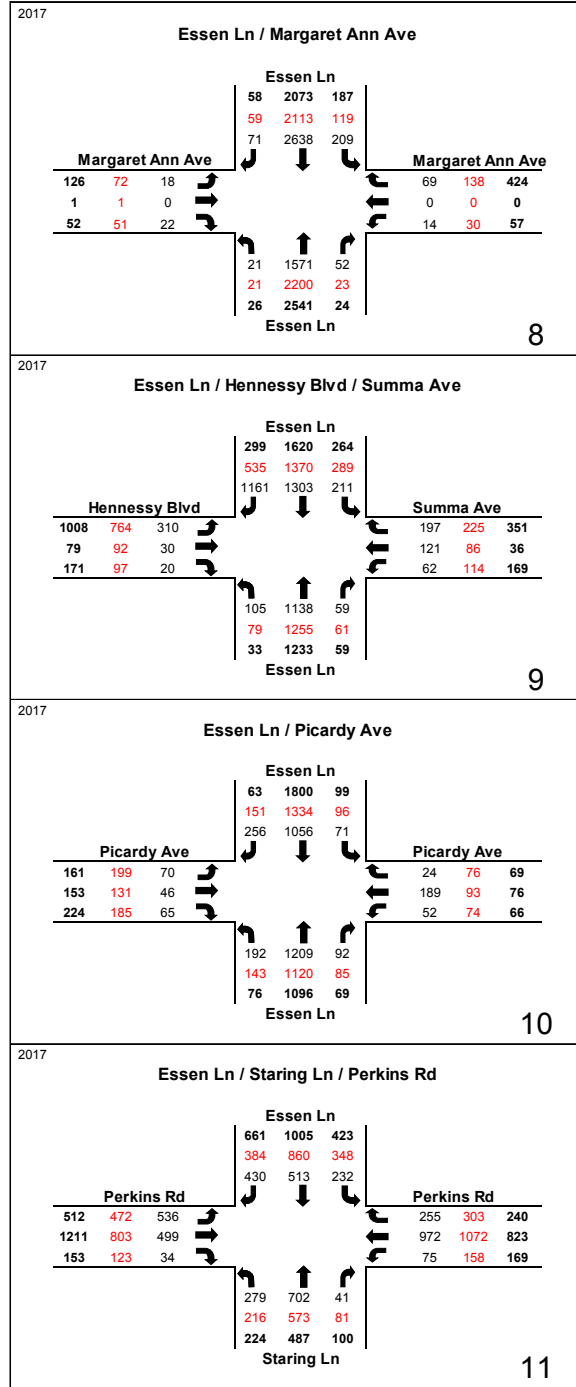 2017
Essen Ln / Margaret Ann Ave
Essen Ln
58 2073 187
59 2113 119
71 2638 209
Margaret Ann Ave Margaret Ann Ave
126 72 18 69 138 424
1 1 0 0 0 0
52 51 22 14 30 57
21 1571 52
21 2200 23
26 2541 24
Essen Ln
8
2017
Essen Ln / Hennessy Blvd / Summa Ave
Essen Ln
299 1620 264
535 1370 289
1161 1303 211
Hennessy Blvd Summa Ave
1008 764 310 197 225 351
79 92 30 121 86 36
171 97 20 62 114 169
105 1138 59
79 1255 61
33 1233 59
Essen Ln
9
2017
Essen Ln / Picardy Ave
Essen Ln
63 1800 99
151 1334 96
256 1056 71
Picardy Ave Picardy Ave
161 199 70 24 76 69
153 131 46 189 93 76
224 185 65 52 74 66
192 1209 92
143 1120 85
76 1096 69
Essen Ln
10
2017
Essen Ln / Staring Ln / Perkins Rd
Essen Ln
661 1005 423
384 860 348
430 513 232
Perkins Rd Perkins Rd
512 472 536 255 303 240
1211 803 499 972 1072 823
153 123 34 75 158 169
279 702 41
216 573 81
224 487 100
Staring Ln
11